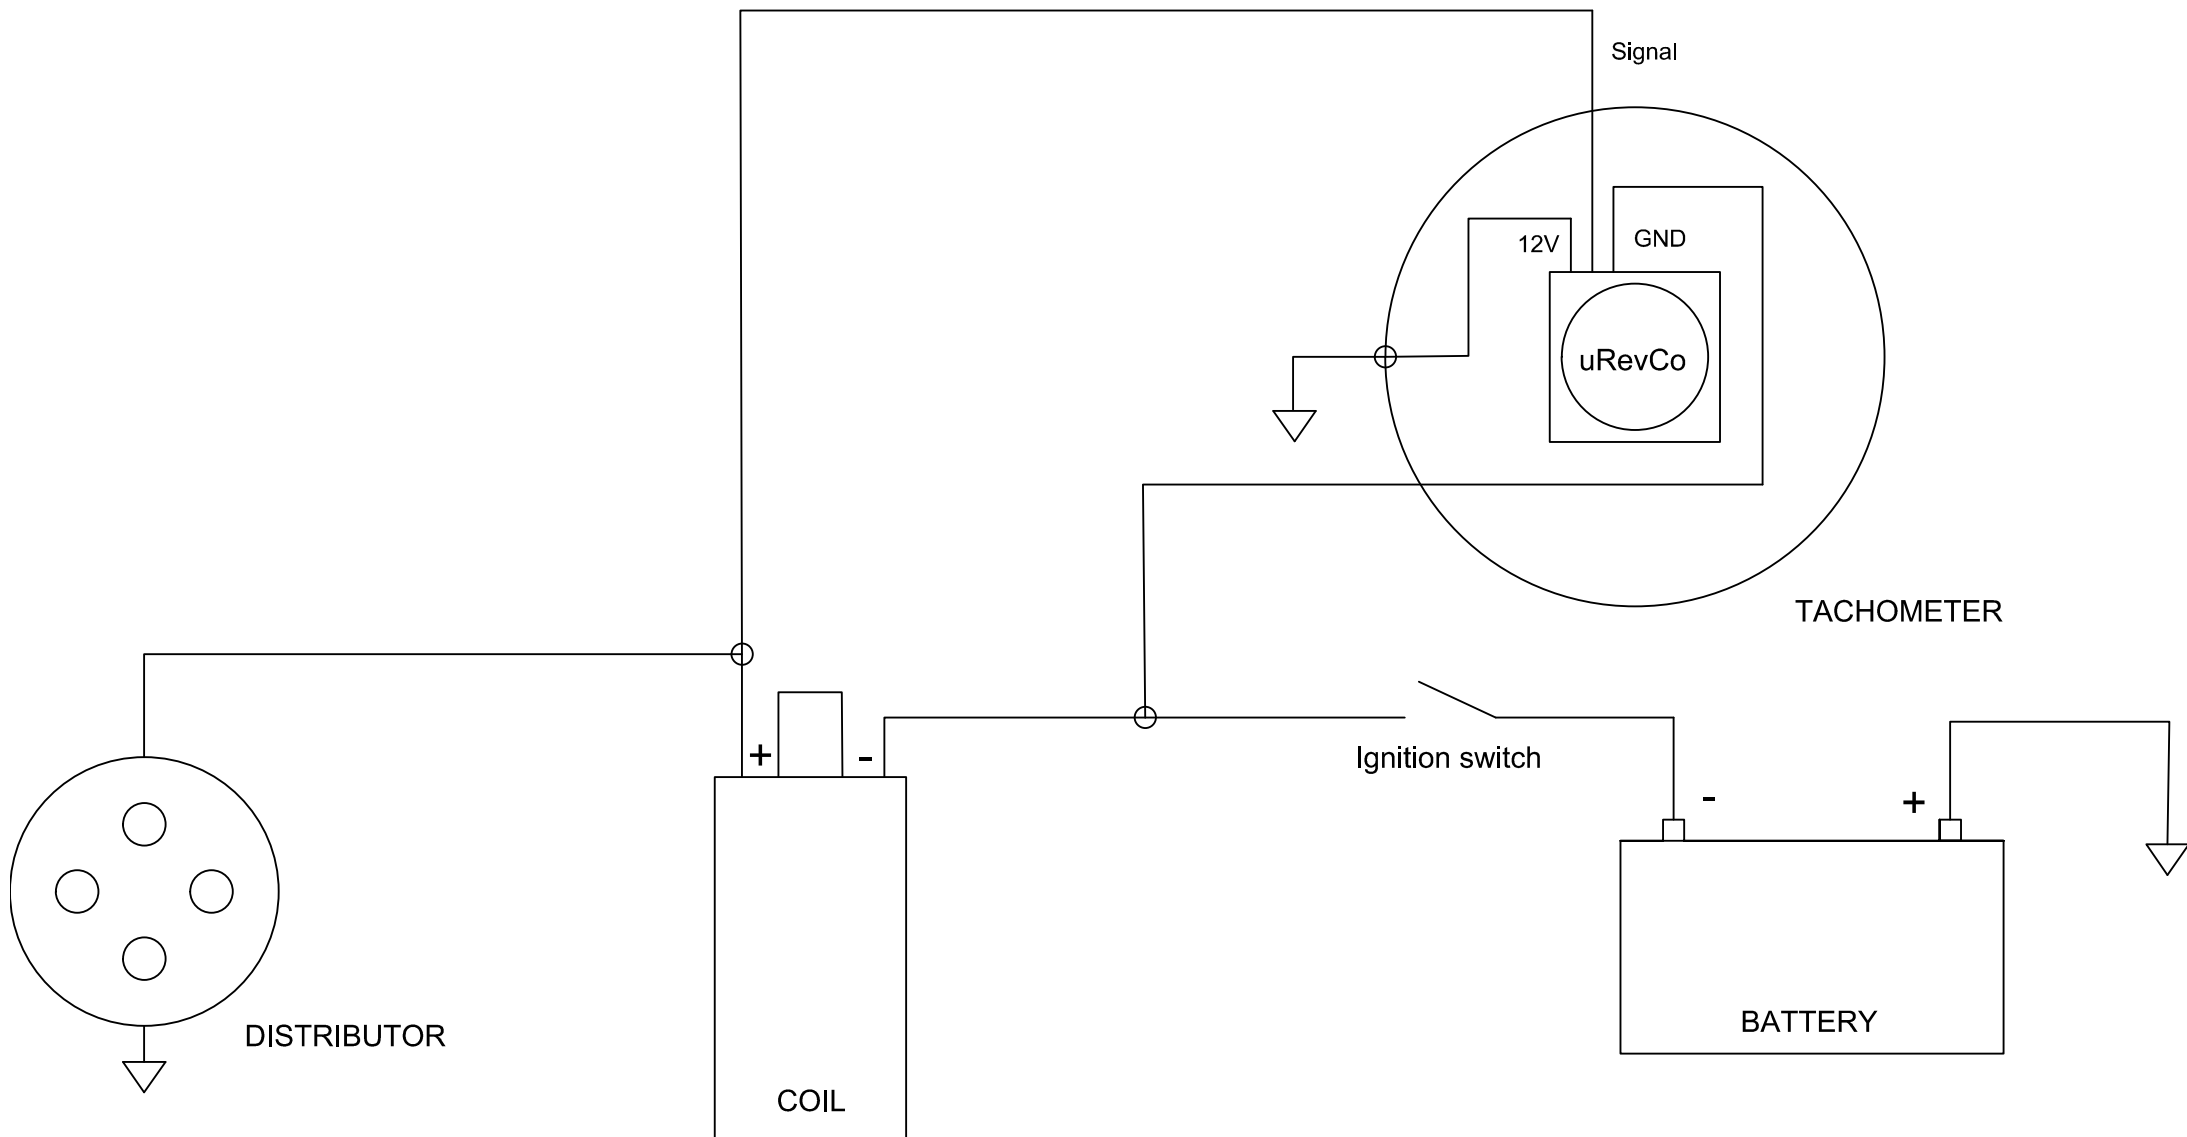 Signal
12V
GND
uRevCo
TACHOMETER
+
-
Ignition switch
-
+
BATTERY
DISTRIBUTOR
COIL